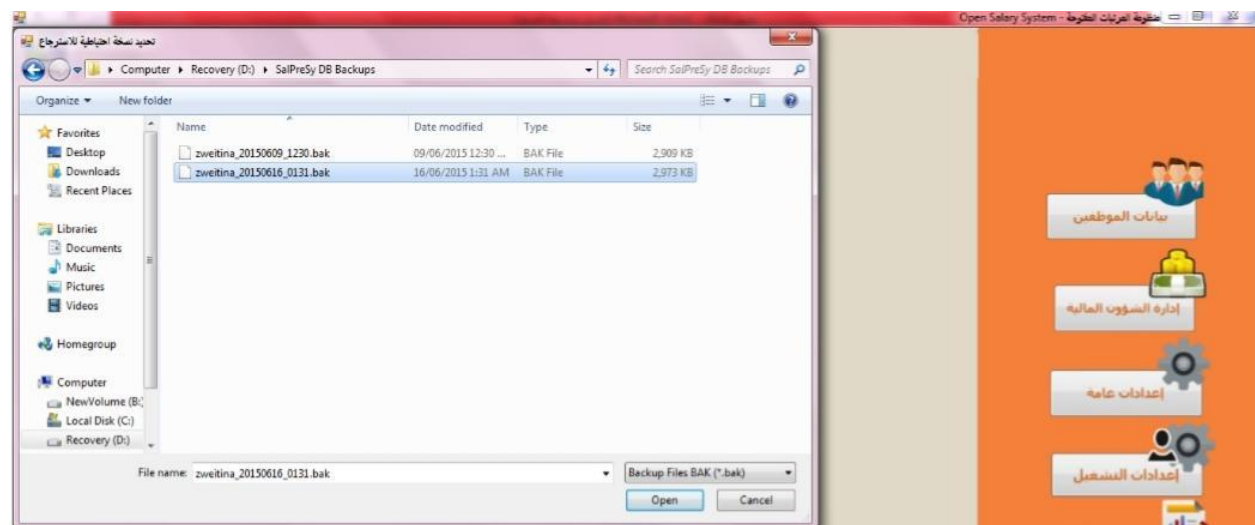 منظومة المرتبات المفتوحة - Open Salary System
تحديد نسخة احتياطية للاسترجاع
Computer ▸ Recovery (D:) ▸ SalPreSy DB Backups
Search SalPreSy DB Backups
Organize New folder
Name Date modified Type Size
zweitina_20150609_1230.bak 09/06/2015 12:30 ... BAK File 2,909 KB
zweitina_20150616_0131.bak 16/06/2015 1:31 AM BAK File 2,973 KB
Favorites
Desktop
Downloads
Recent Places
Libraries
Documents
Music
Pictures
Videos
Homegroup
Computer
NewVolume (B:)
Local Disk (C:)
Recovery (D:)
File name: zweitina_20150616_0131.bak
Backup Files BAK (*.bak)
Open Cancel
بيانات الموظفين
إدارة الشؤون المالية
إعدادات عامة
إعدادات التشغيل